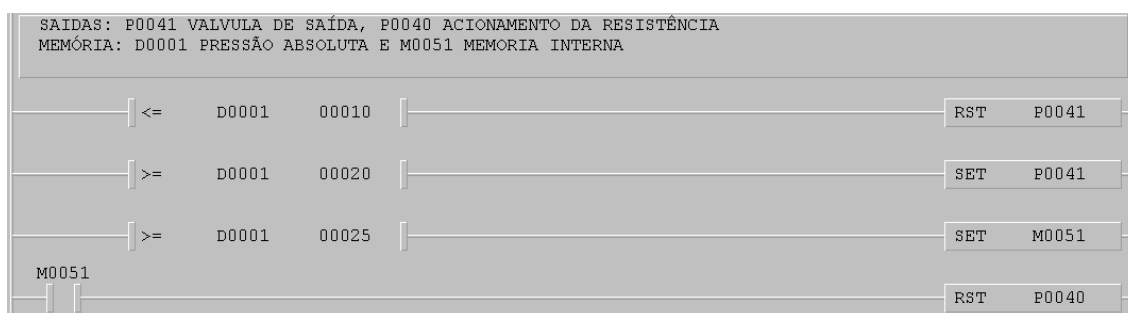 SAIDAS: P0041 VALVULA DE SAÍDA, P0040 ACIONAMENTO DA RESISTÊNCIA
MEMÓRIA: D0001 PRESSÃO ABSOLUTA E M0051 MEMORIA INTERNA
<= D0001 00010 RST P0041
>= D0001 00020 SET P0041
>= D0001 00025 SET M0051
M0051
RST P0040